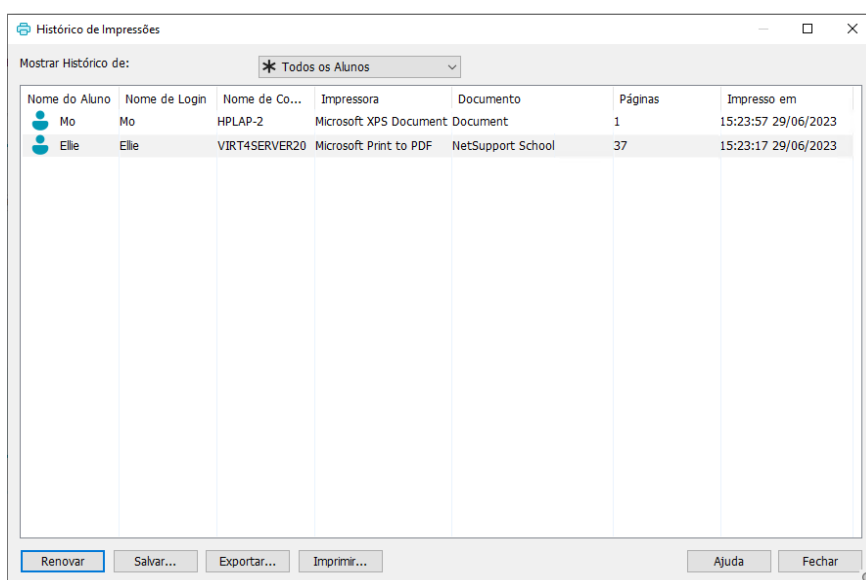 Histórico de Impressões
Mostrar Histórico de: Todos os Alunos
Nome do Aluno Nome de Login Nome de Co... Impressora Documento Páginas Impresso em
Mo Mo HPLAP-2 Microsoft XPS Document Document 1 15:23:57 29/06/2023
Ellie Ellie VIRT4SERVER20 Microsoft Print to PDF NetSupport School 37 15:23:17 29/06/2023
Renovar Salvar... Exportar... Imprimir... Ajuda Fechar